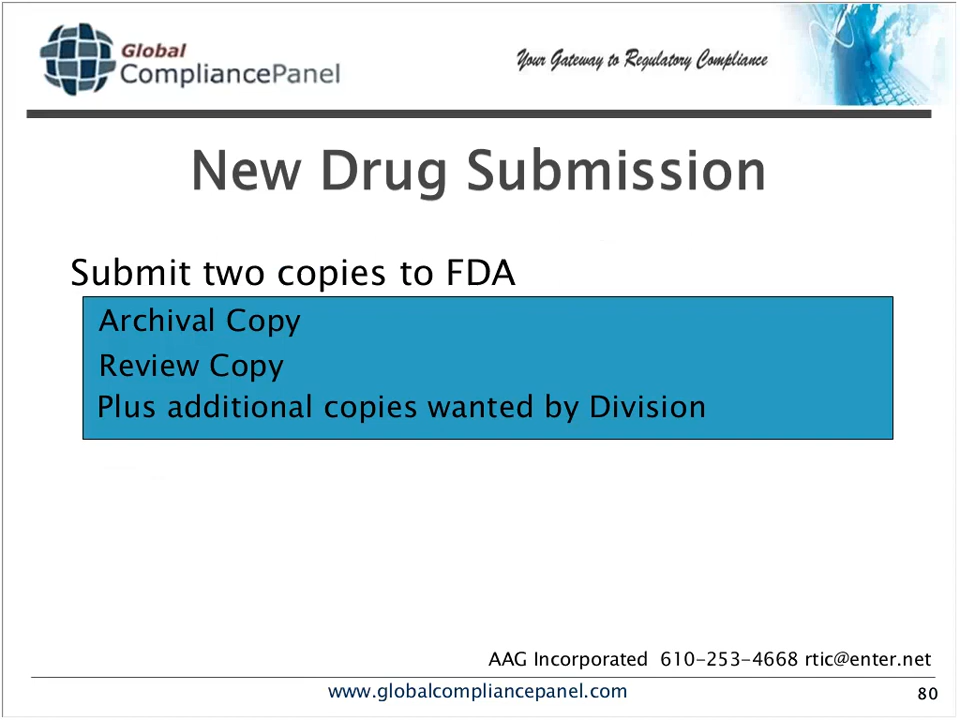 Global
CompliancePanel
Your Gateway to Regulatory Compliance
New Drug Submission
Submit two copies to FDA
Archival Copy
Review Copy
Plus additional copies wanted by Division
AAG Incorporated 610-253-4668 rtic@enter.net
www.globalcompliancepanel.com
80